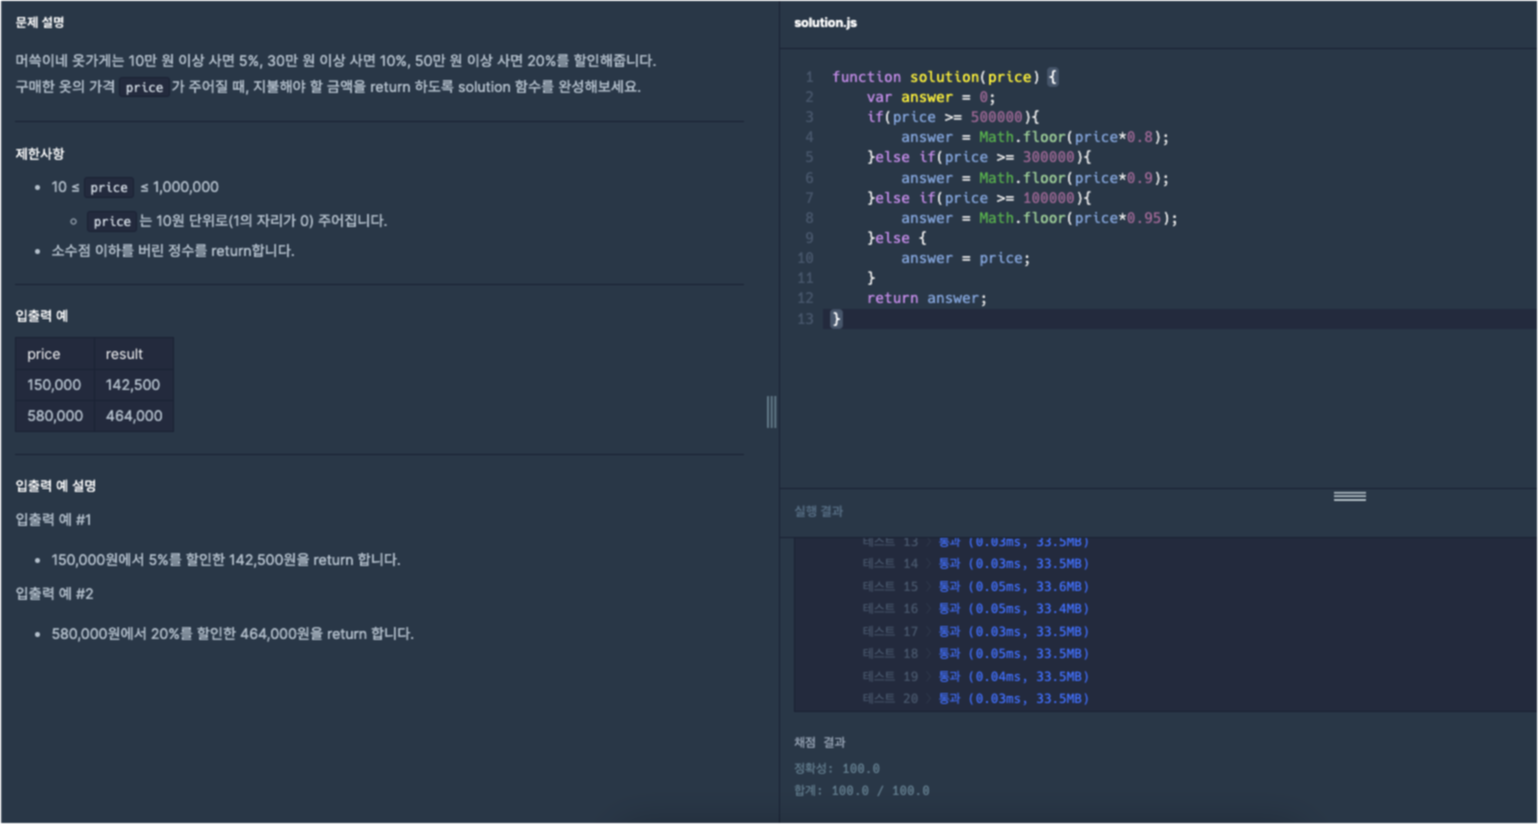 문제 설명
머쓱이네 옷가게는 10만 원 이상 사면 5%, 30만 원 이상 사면 10%, 50만 원 이상 사면 20%를 할인해줍니다.
구매한 옷의 가격 price 가 주어질 때, 지불해야 할 금액을 return 하도록 solution 함수를 완성해보세요.
제한사항
• 10 ≤ price ≤ 1,000,000
◦ price 는 10원 단위로(1의 자리가 0) 주어집니다.
• 소수점 이하를 버린 정수를 return합니다.
입출력 예
price result
150,000 142,500
580,000 464,000
입출력 예 설명
입출력 예 #1
• 150,000원에서 5%를 할인한 142,500원을 return 합니다.
입출력 예 #2
• 580,000원에서 20%를 할인한 464,000원을 return 합니다.
solution.js
1 function solution(price) {
2 var answer = 0;
3 if(price >= 500000){
4 answer = Math.floor(price*0.8);
5 }else if(price >= 300000){
6 answer = Math.floor(price*0.9);
7 }else if(price >= 100000){
8 answer = Math.floor(price*0.95);
9 }else {
10 answer = price;
11 }
12 return answer;
13 }
실행 결과
테스트 13 > 통과 (0.03ms, 33.5MB)
테스트 14 > 통과 (0.03ms, 33.5MB)
테스트 15 > 통과 (0.05ms, 33.6MB)
테스트 16 > 통과 (0.05ms, 33.4MB)
테스트 17 > 통과 (0.03ms, 33.5MB)
테스트 18 > 통과 (0.05ms, 33.5MB)
테스트 19 > 통과 (0.04ms, 33.5MB)
테스트 20 > 통과 (0.03ms, 33.5MB)
채점 결과
정확성: 100.0
합계: 100.0 / 100.0